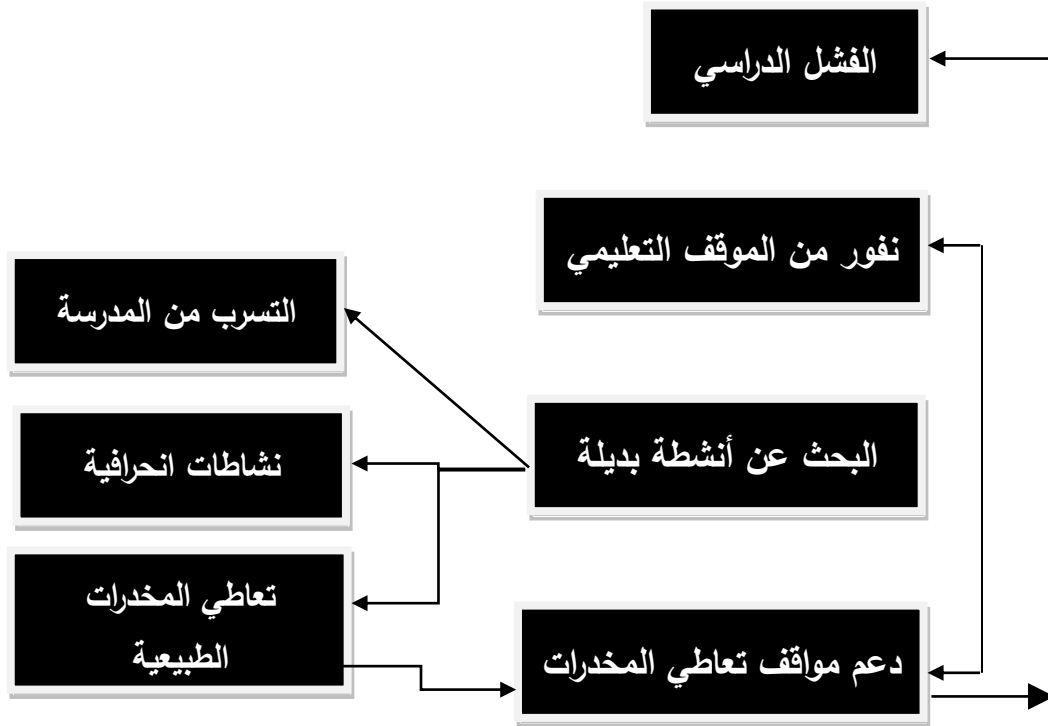 الفشل الدراسي
نفور من الموقف التعليمي
التسرب من المدرسة
البحث عن أنشطة بديلة
نشاطات انحرافية
تعاطي المخدرات
الطبيعية
دعم مواقف تعاطي المخدرات